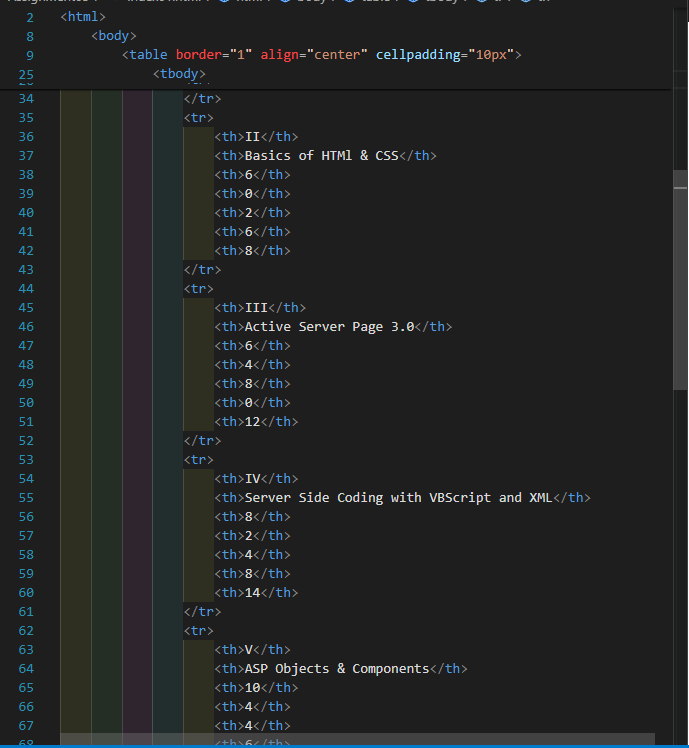 2 <html>
8 <body>
9 <table border="1" align="center" cellpadding="10px">
25 <tbody>
34 </tr>
35 <tr>
36 <th>II</th>
37 <th>Basics of HTMl & CSS</th>
38 <th>6</th>
39 <th>0</th>
40 <th>2</th>
41 <th>6</th>
42 <th>8</th>
43 </tr>
44 <tr>
45 <th>III</th>
46 <th>Active Server Page 3.0</th>
47 <th>6</th>
48 <th>4</th>
49 <th>8</th>
50 <th>0</th>
51 <th>12</th>
52 </tr>
53 <tr>
54 <th>IV</th>
55 <th>Server Side Coding with VBScript and XML</th>
56 <th>8</th>
57 <th>2</th>
58 <th>4</th>
59 <th>8</th>
60 <th>14</th>
61 </tr>
62 <tr>
63 <th>V</th>
64 <th>ASP Objects & Components</th>
65 <th>10</th>
66 <th>4</th>
67 <th>4</th>
68 <th>6</th>